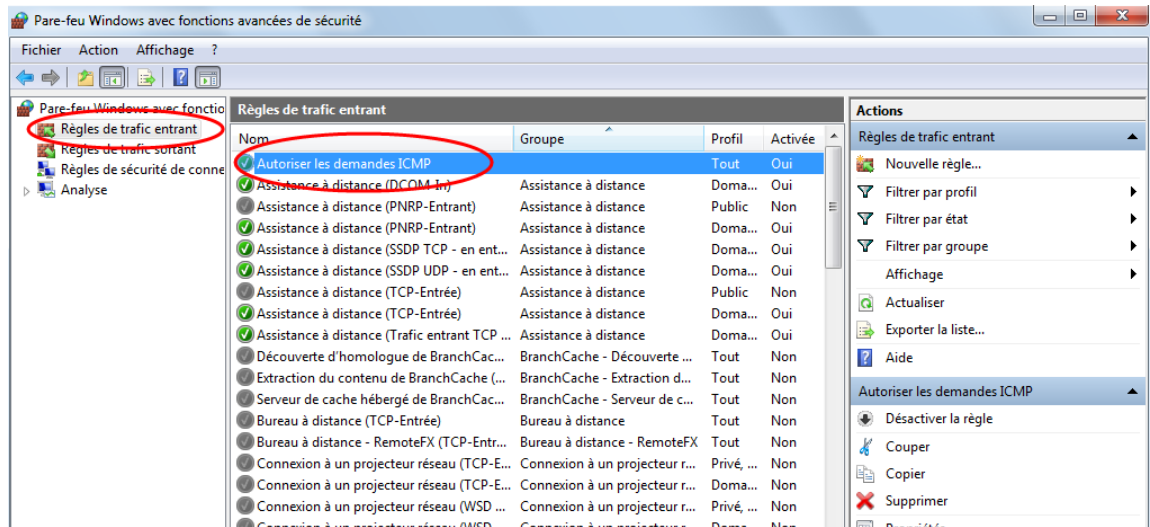 Pare-feu Windows avec fonctions avancées de sécurité
Fichier Action Affichage ?
Pare-feu Windows avec fonctio
Règles de trafic entrant
Règles de trafic sortant
Règles de sécurité de conne
Analyse
Règles de trafic entrant
Nom Groupe Profil Activée
Autoriser les demandes ICMP Tout Oui
Assistance à distance (DCOM-In) Assistance à distance Doma... Oui
Assistance à distance (PNRP-Entrant) Assistance à distance Public Non
Assistance à distance (PNRP-Entrant) Assistance à distance Doma... Oui
Assistance à distance (SSDP TCP - en ent... Assistance à distance Doma... Oui
Assistance à distance (SSDP UDP - en ent... Assistance à distance Doma... Oui
Assistance à distance (TCP-Entrée) Assistance à distance Public Non
Assistance à distance (TCP-Entrée) Assistance à distance Doma... Oui
Assistance à distance (Trafic entrant TCP ... Assistance à distance Doma... Oui
Découverte d'homologue de BranchCac... BranchCache - Découverte ... Tout Non
Extraction du contenu de BranchCache (... BranchCache - Extraction d... Tout Non
Serveur de cache hébergé de BranchCac... BranchCache - Serveur de c... Tout Non
Bureau à distance (TCP-Entrée) Bureau à distance Tout Non
Bureau à distance - RemoteFX (TCP-Entr... Bureau à distance - RemoteFX Tout Non
Connexion à un projecteur réseau (TCP-E... Connexion à un projecteur r... Privé, ... Non
Connexion à un projecteur réseau (TCP-E... Connexion à un projecteur r... Doma... Non
Connexion à un projecteur réseau (WSD ... Connexion à un projecteur r... Privé, ... Non
Connexion à un projecteur réseau (WSD ... Connexion à un projecteur r... Doma... Non
Actions
Règles de trafic entrant
Nouvelle règle...
Filtrer par profil
Filtrer par état
Filtrer par groupe
Affichage
Actualiser
Exporter la liste...
Aide
Autoriser les demandes ICMP
Désactiver la règle
Couper
Copier
Supprimer
Propriétés